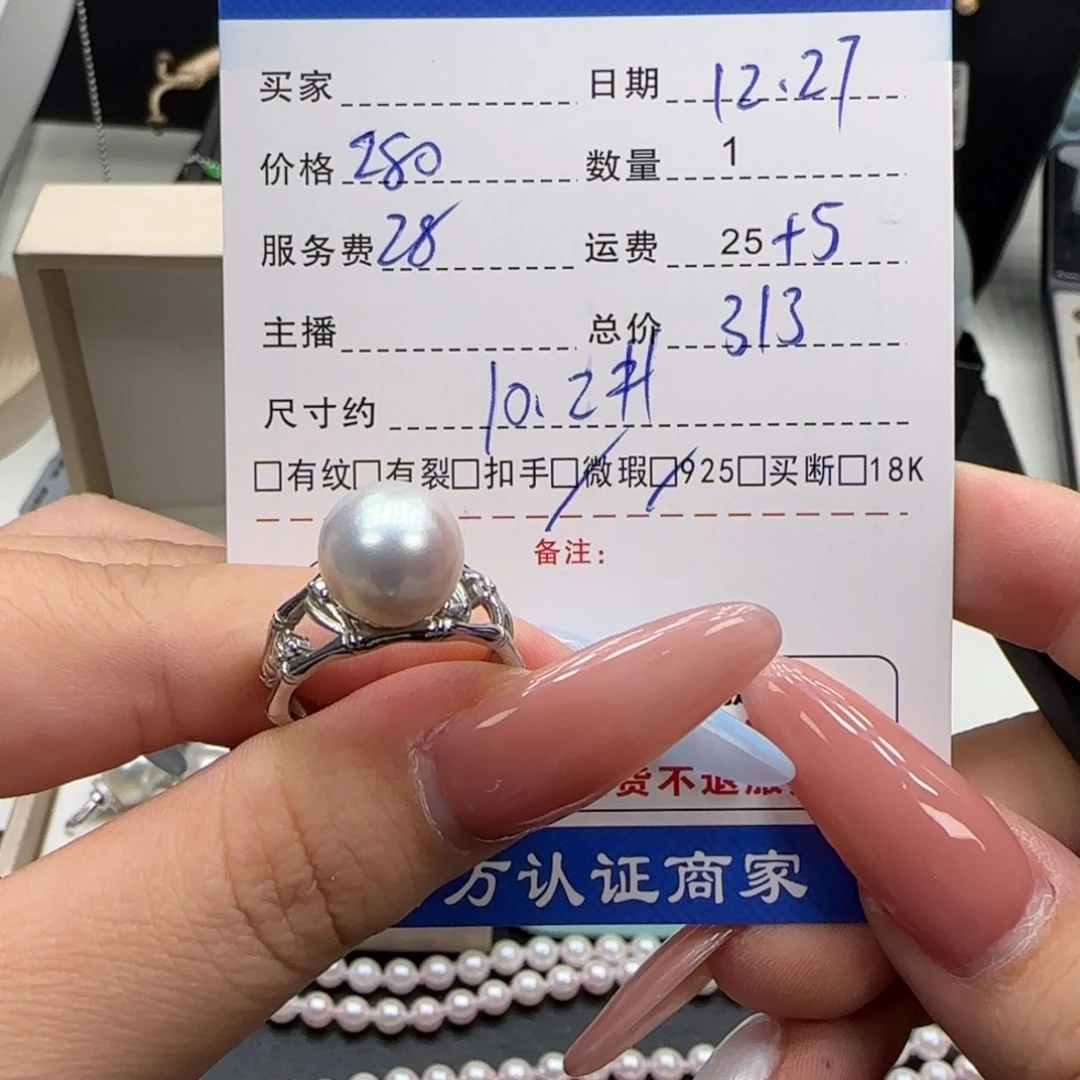 买家 日期 12.27
价格 280 数量 1
服务费 28 运费 25+5
主播 总价 313
尺寸约 10.2#
□有纹□有裂□扣手□微瑕□925□买断□18K
备注：
货不退
方认证商家